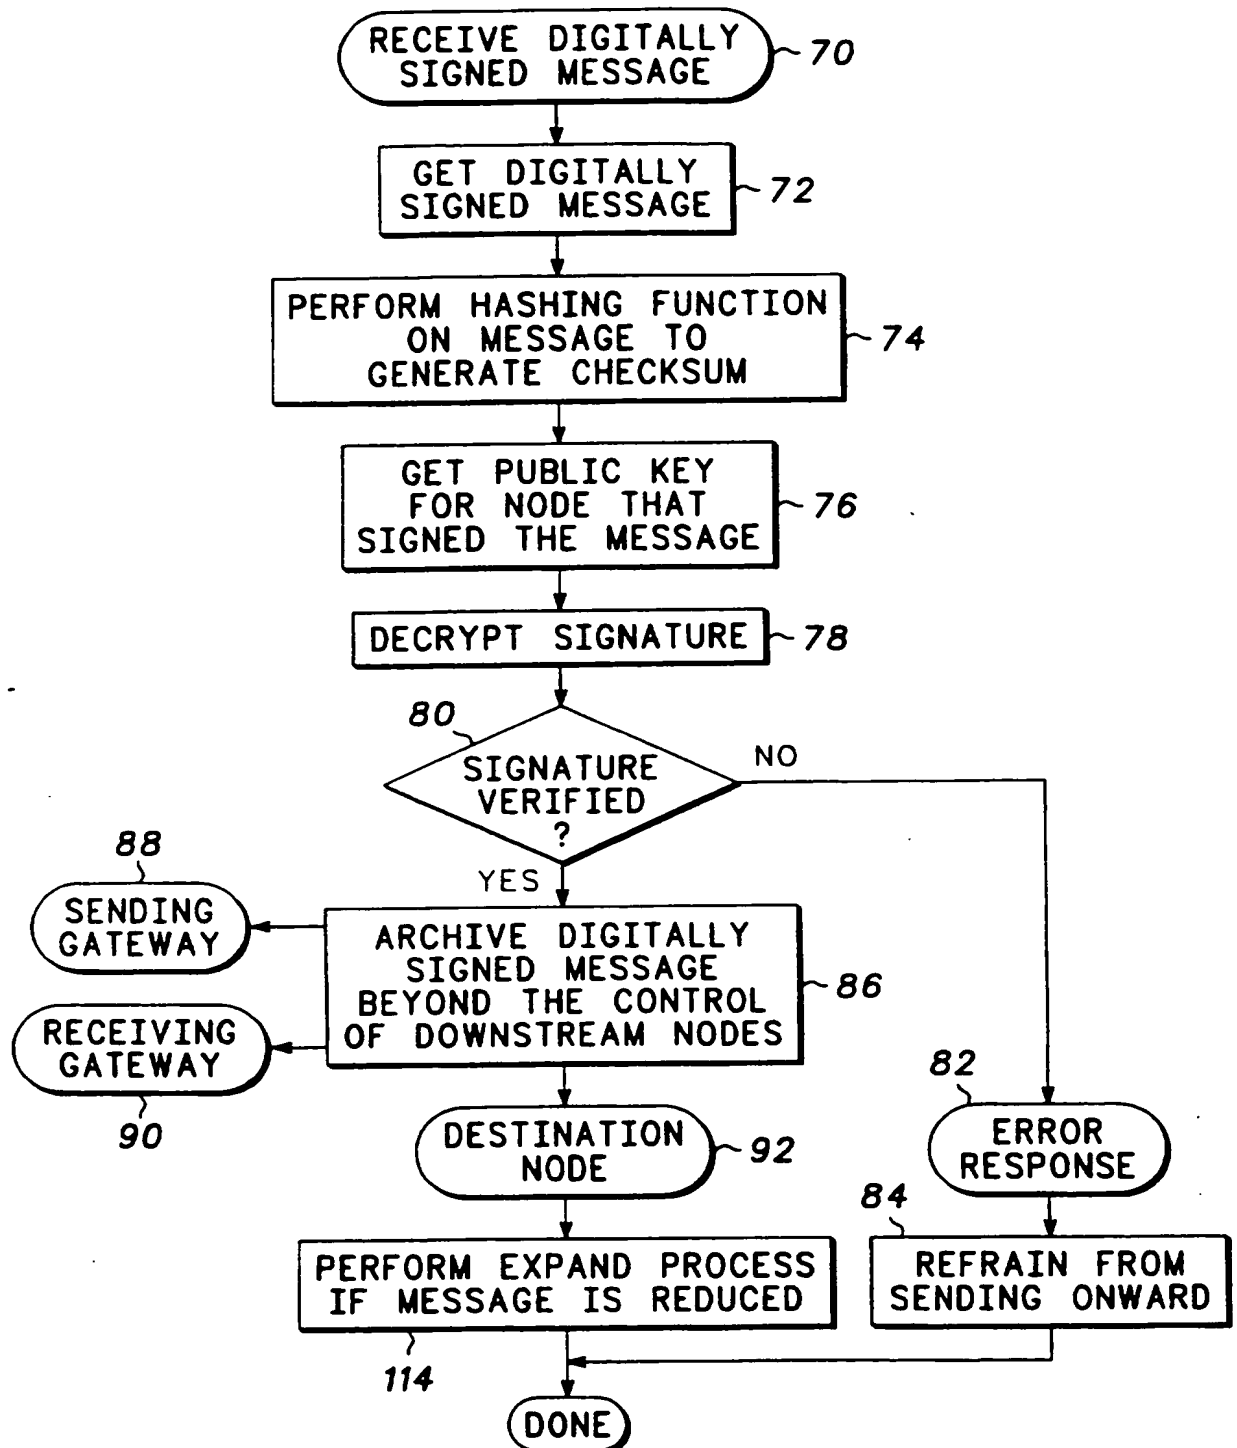 RECEIVE DIGITALLY
SIGNED MESSAGE
70
GET DIGITALLY
SIGNED MESSAGE
72
PERFORM HASHING FUNCTION
ON MESSAGE TO
GENERATE CHECKSUM
74
GET PUBLIC KEY
FOR NODE THAT
SIGNED THE MESSAGE
76
DECRYPT SIGNATURE
78
80
SIGNATURE
VERIFIED
?
NO
YES
88
SENDING
GATEWAY
ARCHIVE DIGITALLY
SIGNED MESSAGE
BEYOND THE CONTROL
OF DOWNSTREAM NODES
86
RECEIVING
GATEWAY
90
DESTINATION
NODE
92
82
ERROR
RESPONSE
84
REFRAIN FROM
SENDING ONWARD
PERFORM EXPAND PROCESS
IF MESSAGE IS REDUCED
114
DONE